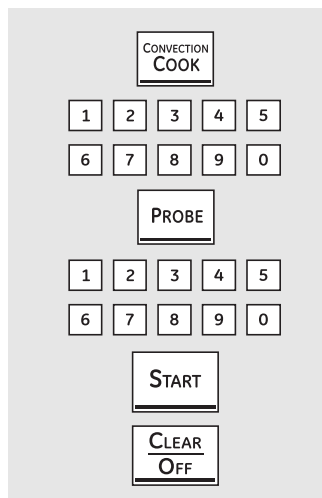 CONVECTION
COOK
1 2 3 4 5
6 7 8 9 0
PROBE
1 2 3 4 5
6 7 8 9 0
START
CLEAR
OFF